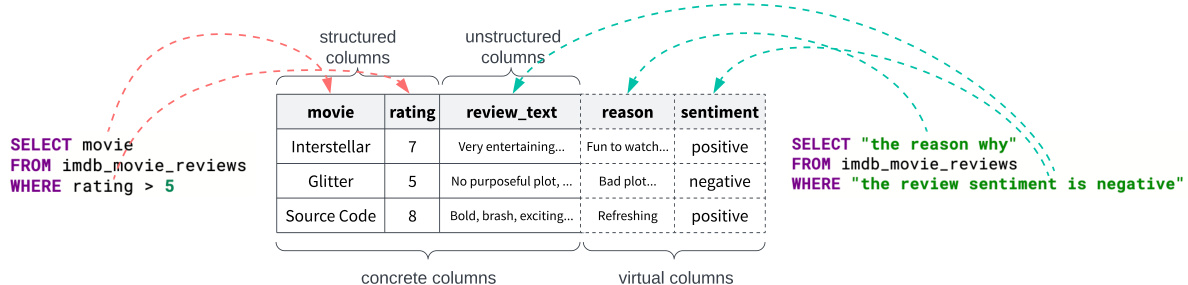 structured
columns
unstructured
columns
SELECT movie
FROM imdb_movie_reviews
WHERE rating > 5
movie rating review_text reason sentiment
Interstellar 7 Very entertaining... Fun to watch... positive
Glitter 5 No purposeful plot, ... Bad plot... negative
Source Code 8 Bold, brash, exciting... Refreshing positive
concrete columns
virtual columns
SELECT "the reason why"
FROM imdb_movie_reviews
WHERE "the review sentiment is negative"